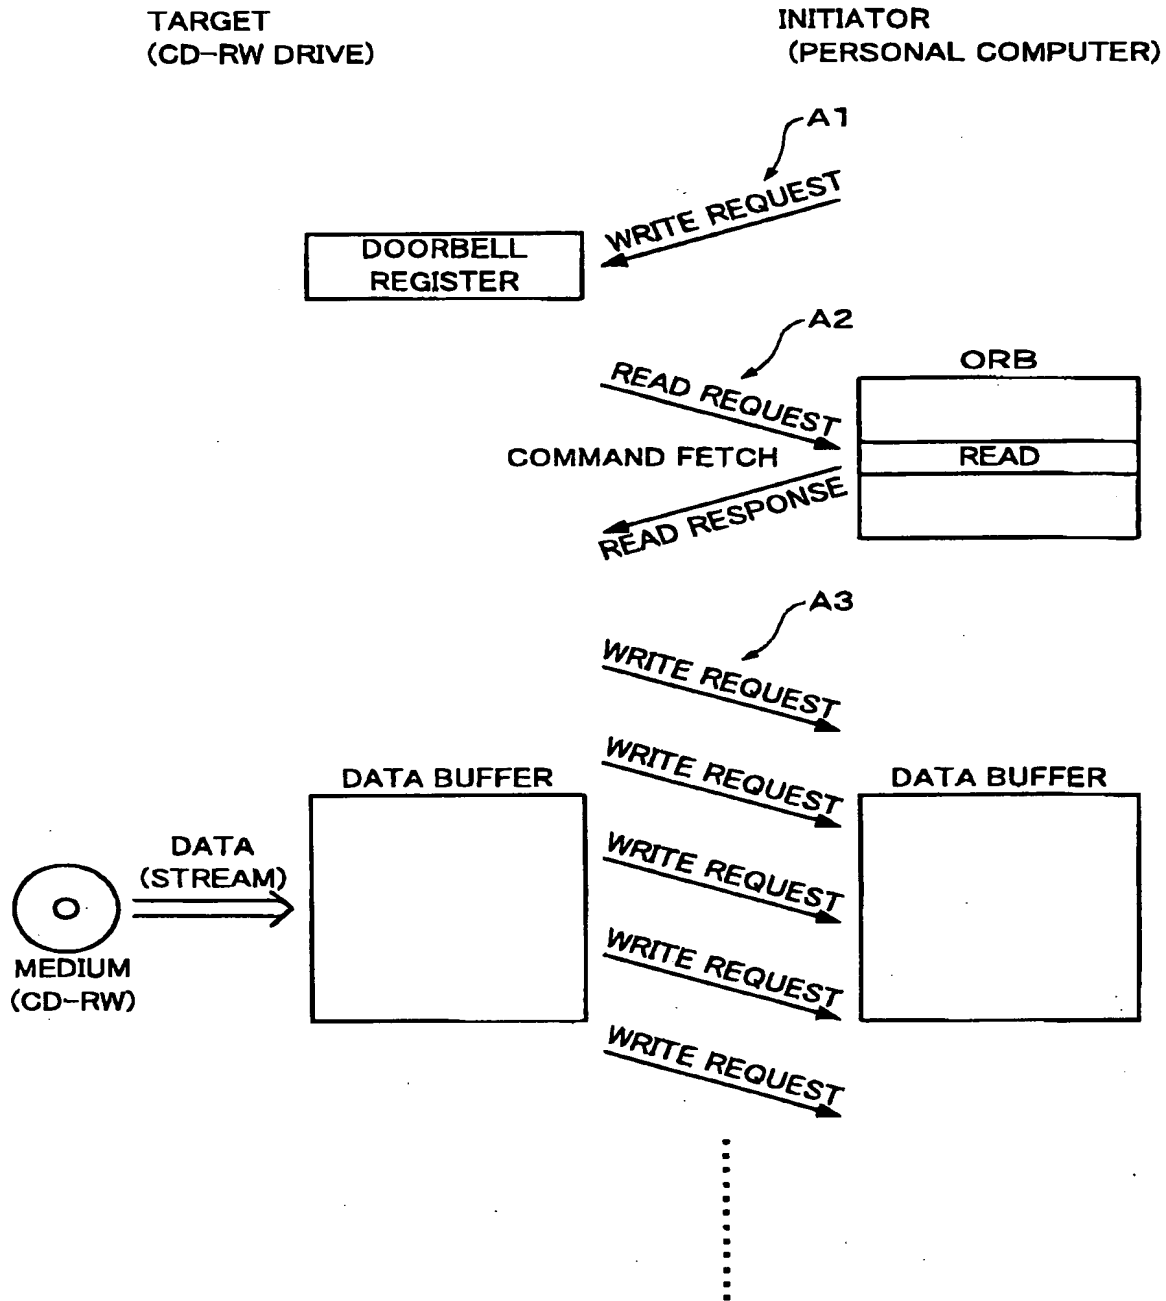 TARGET
(CD-RW DRIVE)
INITIATOR
(PERSONAL COMPUTER)
A1
WRITE REQUEST
DOORBELL
REGISTER
A2
READ REQUEST
ORB
COMMAND FETCH
READ
READ RESPONSE
A3
WRITE REQUEST
WRITE REQUEST
DATA BUFFER
DATA BUFFER
WRITE REQUEST
DATA
(STREAM)
WRITE REQUEST
MEDIUM
(CD-RW)
WRITE REQUEST